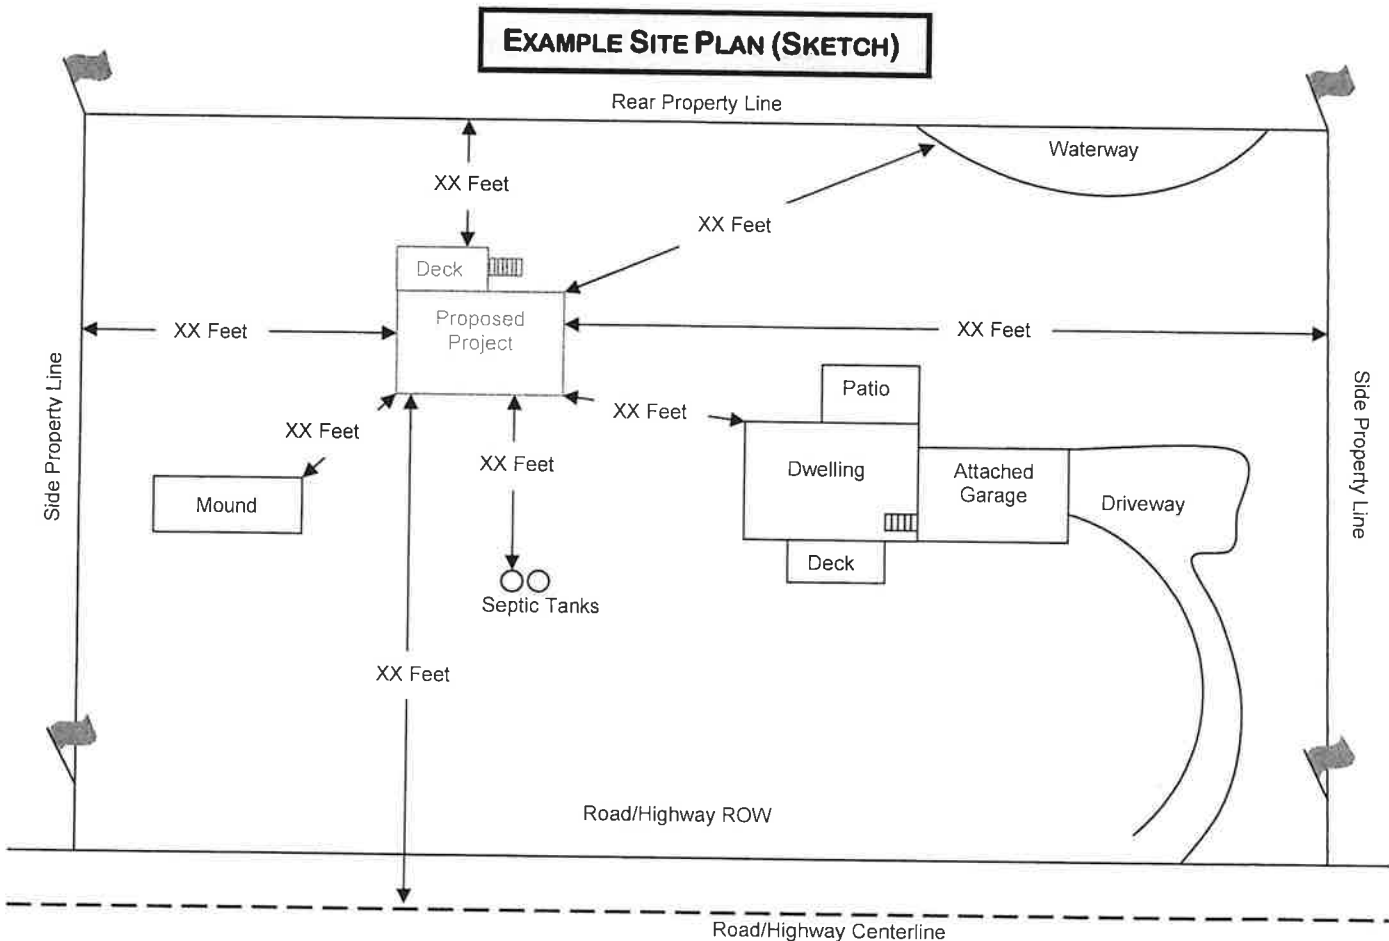 EXAMPLE SITE PLAN (SKETCH)
Rear Property Line
Waterway
XX Feet
XX Feet
Deck
Proposed
Project
XX Feet
XX Feet
Side Property Line
Side Property Line
Patio
XX Feet
XX Feet
XX Feet
Dwelling
Attached
Garage
Mound
Driveway
Deck
Septic Tanks
XX Feet
Road/Highway ROW
Road/Highway Centerline